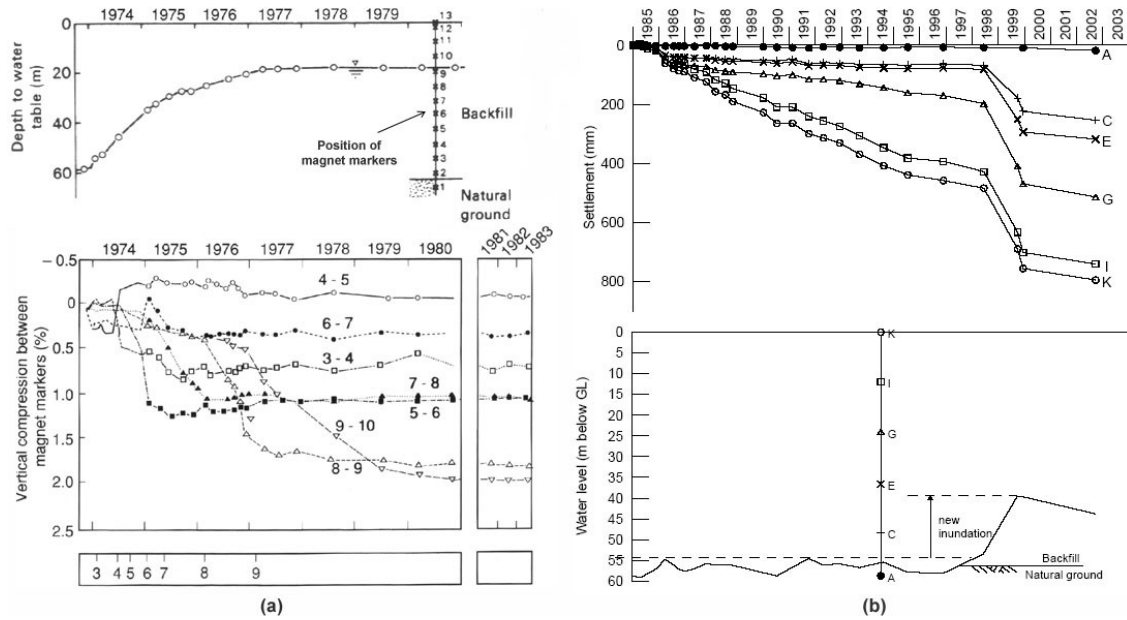 1974 1975 1976 1977 1978 1979
Depth to water
table (m)
0
20
40
60
13
12
11
10
9
8
7
6
5
4
3
2
1
Backfill
Position of
magnet markers
Natural
ground
1974 1975 1976 1977 1978 1979 1980
1981
1982
1983
Vertical compression between
magnet markers (%)
– 0.5
0
0.5
1.0
1.5
2.0
2.5
4 - 5
6 - 7
3 - 4
7 - 8
5 - 6
9 - 10
8 - 9
3 4 5 6 7 8 9
(a)
1985
1986
1987
1988
1989
1990
1991
1992
1993
1994
1995
1996
1997
1998
1999
2000
2001
2002
2003
Settlement (mm)
0
200
400
600
800
A
C
E
G
I
K
Water level (m below GL)
0
5
10
15
20
25
30
35
40
45
50
55
60
K
I
G
E
C
A
new
inundation
Backfill
Natural ground
(b)